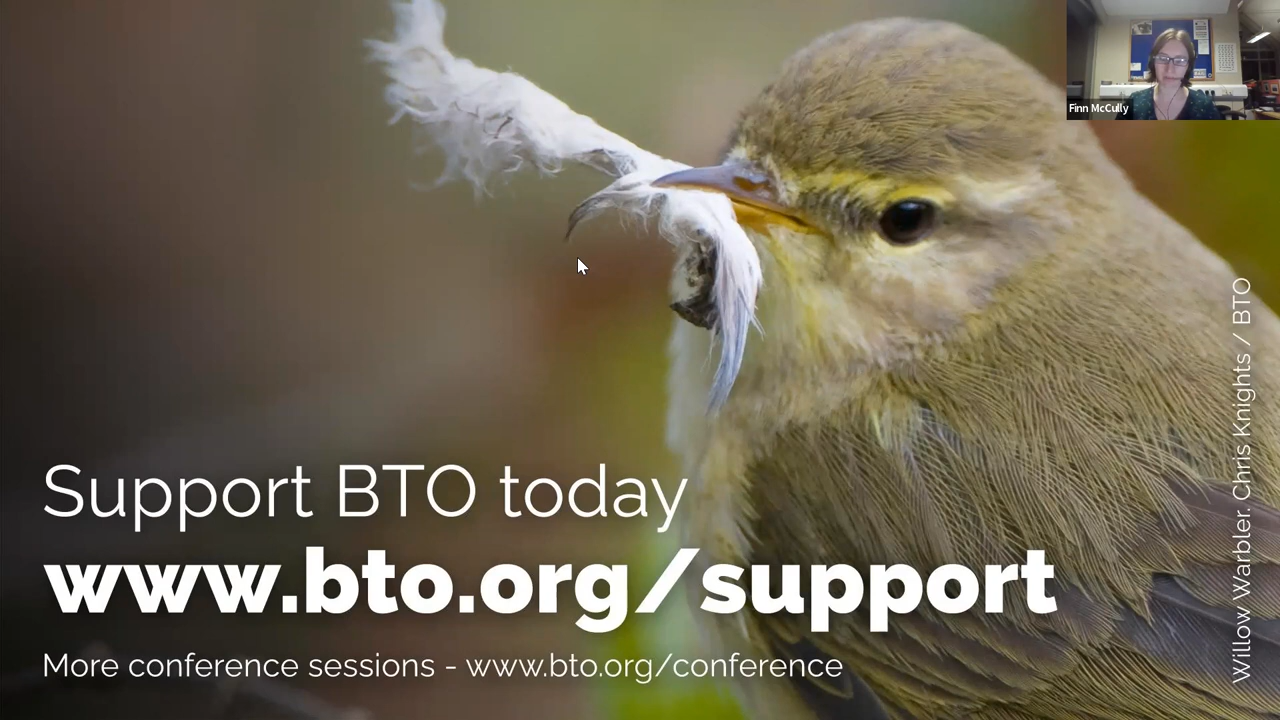 Finn McCully
Support BTO today
www.bto.org/support
More conference sessions - www.bto.org/conference
Willow Warbler. Chris Knights / BTO